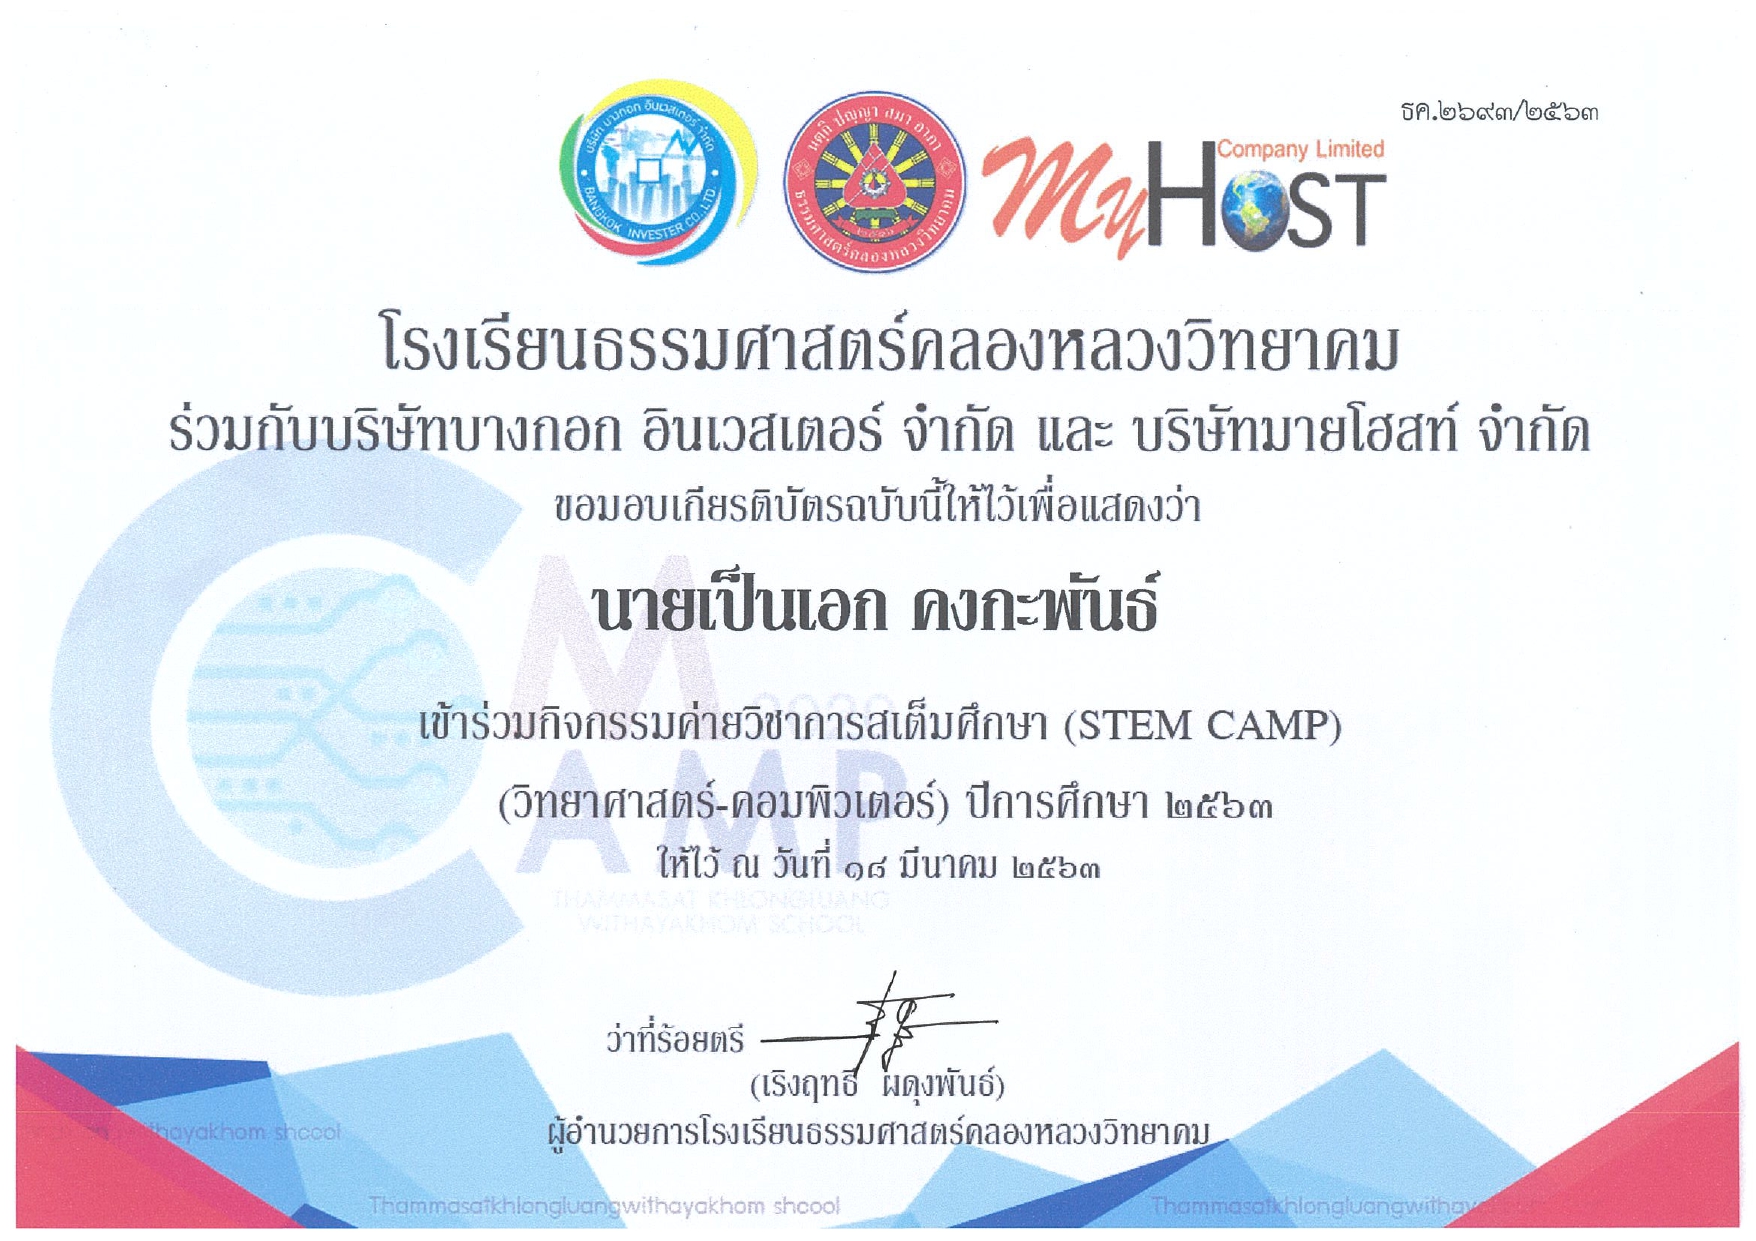 ธค.๒๖๙๓/๒๕๖๓
บริษัท บางกอก อินเวสเตอร์ จำกัด
BANGKOK INVESTER CO.,LTD.
นตฺถิ ปญฺญา สมา อาภา
๒๕๓๑
ธรรมศาสตร์คลองหลวงวิทยาคม
Company Limited
MyHOST
โรงเรียนธรรมศาสตร์คลองหลวงวิทยาคม
ร่วมกับบริษัทบางกอก อินเวสเตอร์ จำกัด และ บริษัทมายโฮสท์ จำกัด
ขอมอบเกียรติบัตรฉบับนี้ให้ไว้เพื่อแสดงว่า
นายเป็นเอก คงกะพันธ์
เข้าร่วมกิจกรรมค่ายวิชาการสเต็มศึกษา (STEM CAMP)
(วิทยาศาสตร์-คอมพิวเตอร์) ปีการศึกษา ๒๕๖๓
ให้ไว้ ณ วันที่ ๑๘ มีนาคม ๒๕๖๓
COM 2020
CAMP
THAMMASAT KHLONGLUANG
WITHAYAKHOM SCHOOL
ว่าที่ร้อยตรี
(เริงฤทธิ์ ผดุงพันธ์)
ผู้อำนวยการโรงเรียนธรรมศาสตร์คลองหลวงวิทยาคม
thayakhom shcool
Thammasatkhlongluangwithayakhom shcool
Thammasatkhlongluangwithay